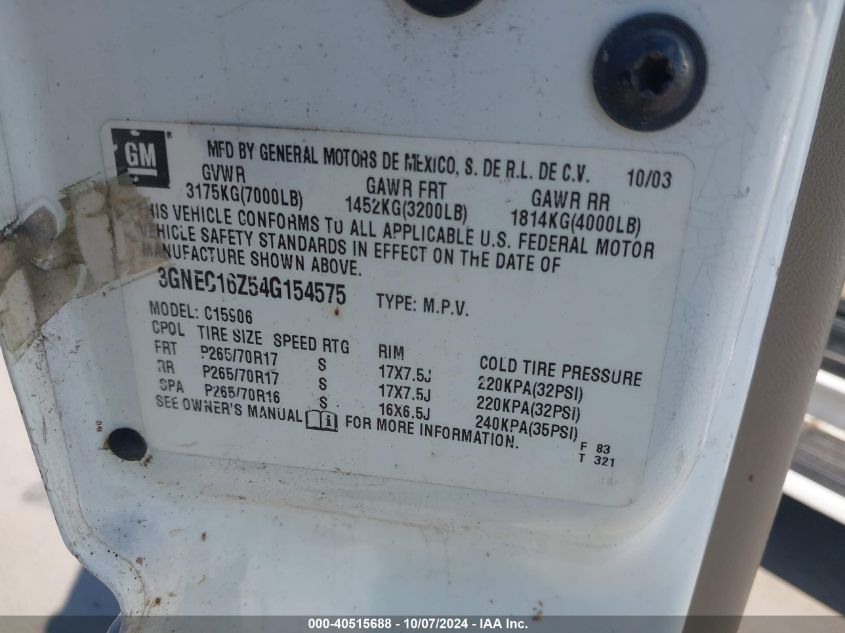 GM ®
MFD BY GENERAL MOTORS DE MEXICO, S. DE R.L. DE C.V. 10/03
GVWR GAWR FRT GAWR RR
3175KG(7000LB) 1452KG(3200LB) 1814KG(4000LB)
HIS VEHICLE CONFORMS TO ALL APPLICABLE U.S. FEDERAL MOTOR
VEHICLE SAFETY STANDARDS IN EFFECT ON THE DATE OF
MANUFACTURE SHOWN ABOVE.
3GNEC16Z54G154575 TYPE: M.P.V.
MODEL: C15906
CPOL TIRE SIZE SPEED RTG RIM COLD TIRE PRESSURE
FRT P265/70R17 S 17X7.5J 220KPA(32PSI)
RR P265/70R17 S 17X7.5J 220KPA(32PSI)
SPA P265/70R16 S 16X6.5J 240KPA(35PSI)
SEE OWNER'S MANUAL FOR MORE INFORMATION.
F 83
T 321
000-40515688 - 10/07/2024 - IAA Inc.